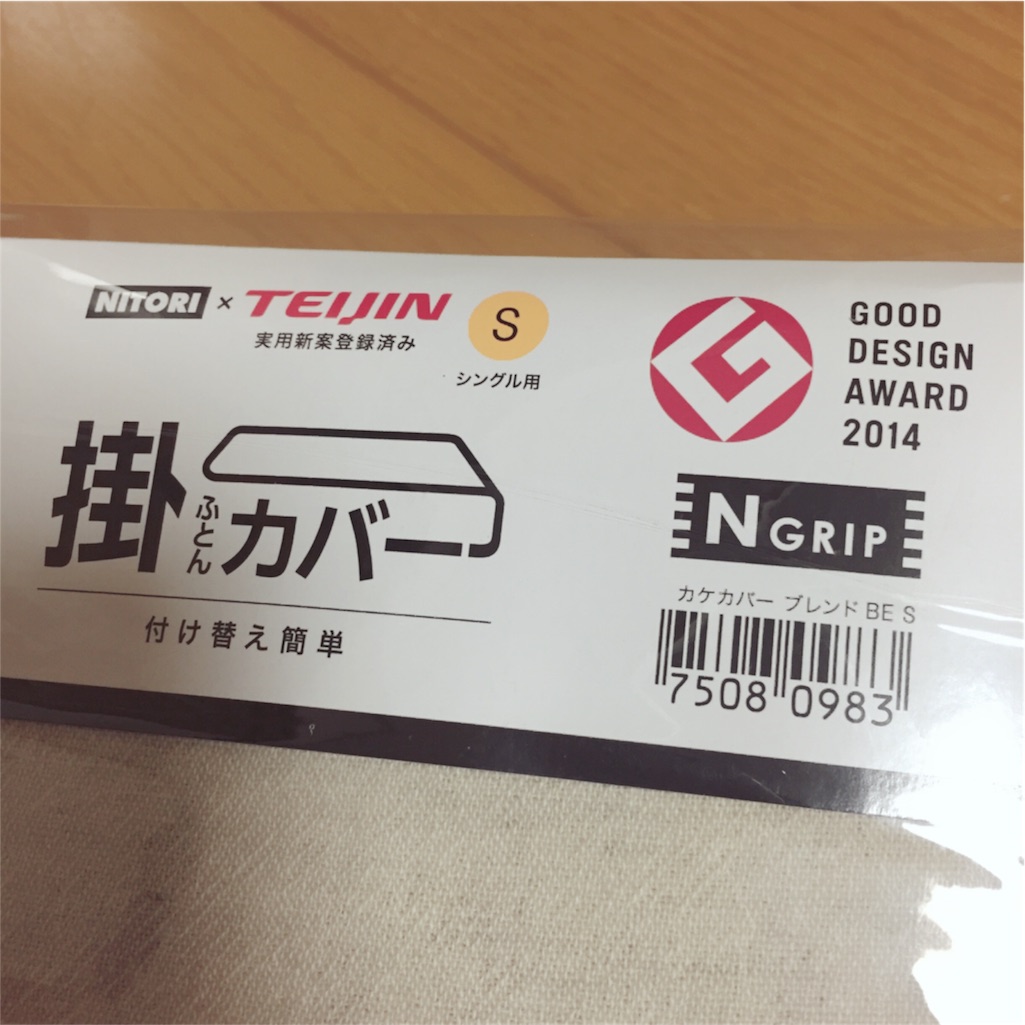 NITORI × TEIJIN
実用新案登録済み
S
シングル用
掛ふとんカバー
付け替え簡単
GOOD
DESIGN
AWARD
2014
N GRIP
カケカバー ブレンド BE S
7508 0983